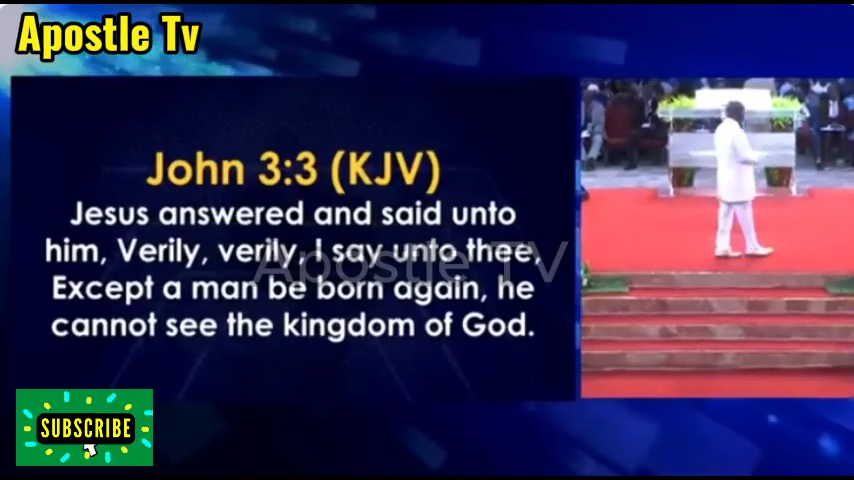 Apostle Tv
John 3:3 (KJV)
Jesus answered and said unto
him, Verily, verily, I say unto thee,
Except a man be born again, he
cannot see the kingdom of God.
Apostle TV
SUBSCRIBE